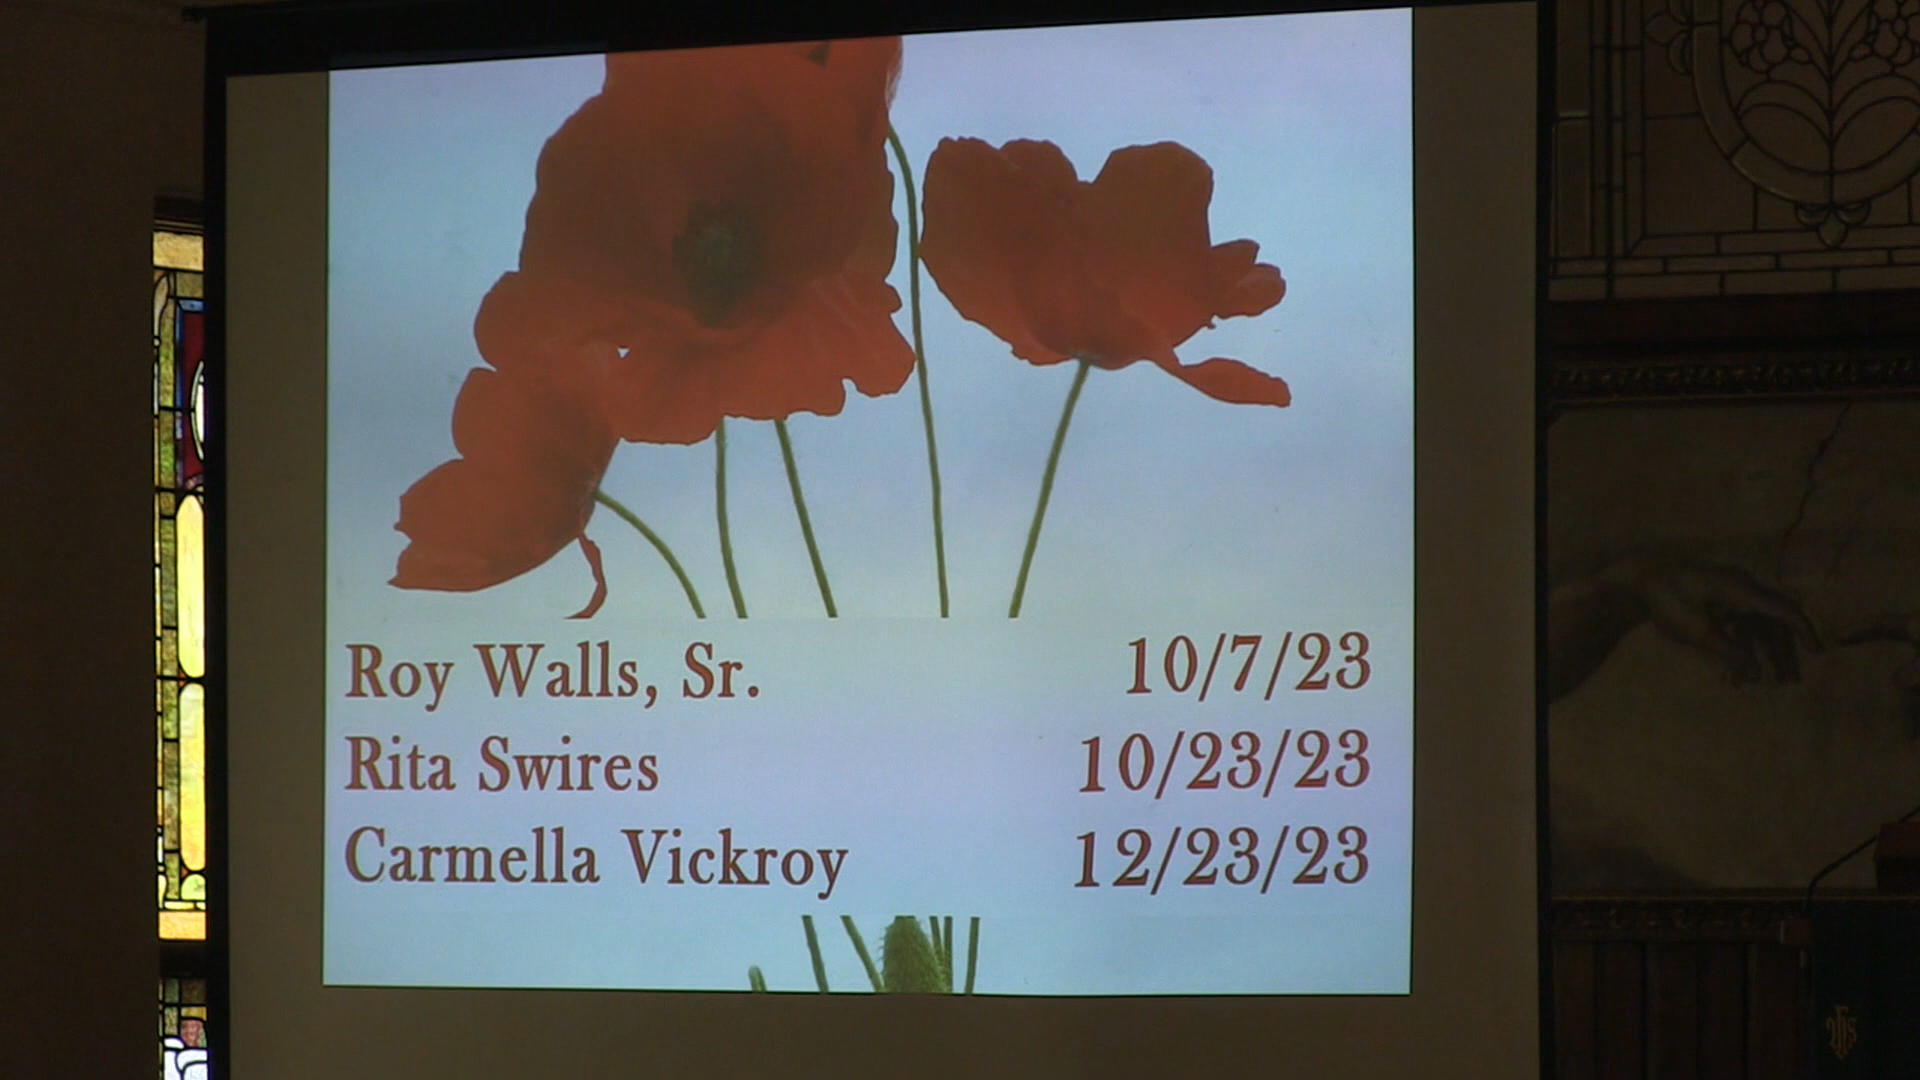 Roy Walls, Sr. 10/7/23
Rita Swires 10/23/23
Carmella Vickroy 12/23/23